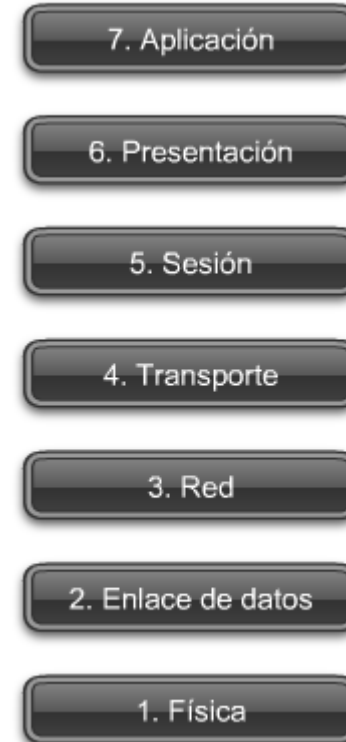 7. Aplicación
6. Presentación
5. Sesión
4. Transporte
3. Red
2. Enlace de datos
1. Física